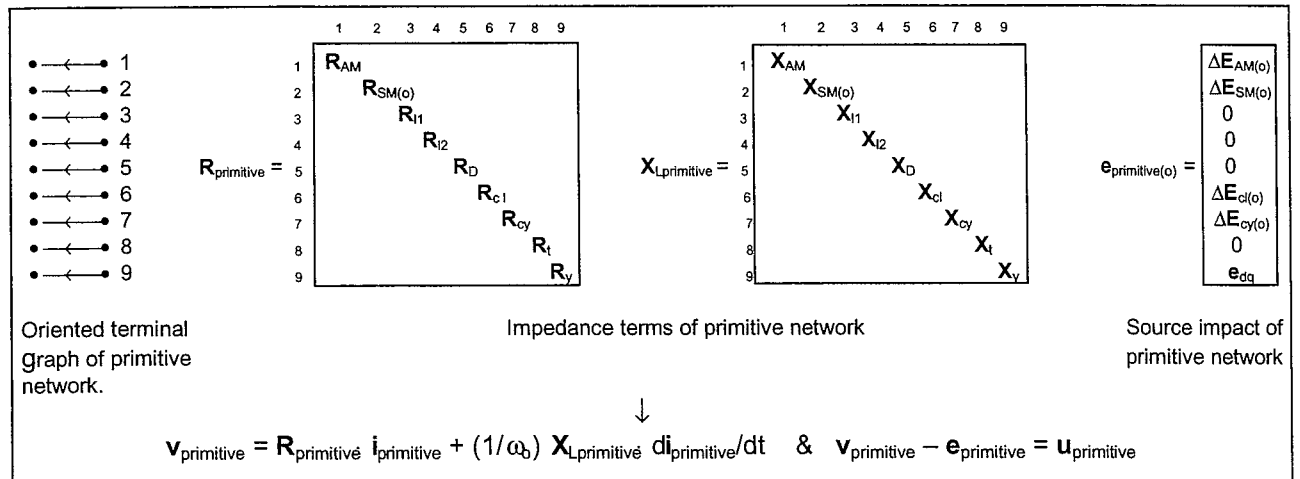 1 2 3 4 5 6 7 8 9
1 2 3 4 5 6 7 8 9
1
2
3
4
5
6
7
8
9
R_primitive =
1 R_AM
2 R_SM(o)
3 R_l1
4 R_l2
5 R_D
6 R_cl
7 R_cy
8 R_t
9 R_y
X_Lprimitive =
1 X_AM
2 X_SM(o)
3 X_l1
4 X_l2
5 X_D
6 X_cl
7 X_cy
8 X_t
9 X_y
e_primitive(o) =
ΔE_AM(o)
ΔE_SM(o)
0
0
0
ΔE_cl(o)
ΔE_cy(o)
0
e_dq
Oriented terminal
graph of primitive
network.
Impedance terms of primitive network
Source impact of
primitive network
↓
v_primitive = R_primitive. i_primitive + (1/ω_o) X_Lprimitive. di_primitive/dt & v_primitive – e_primitive = u_primitive